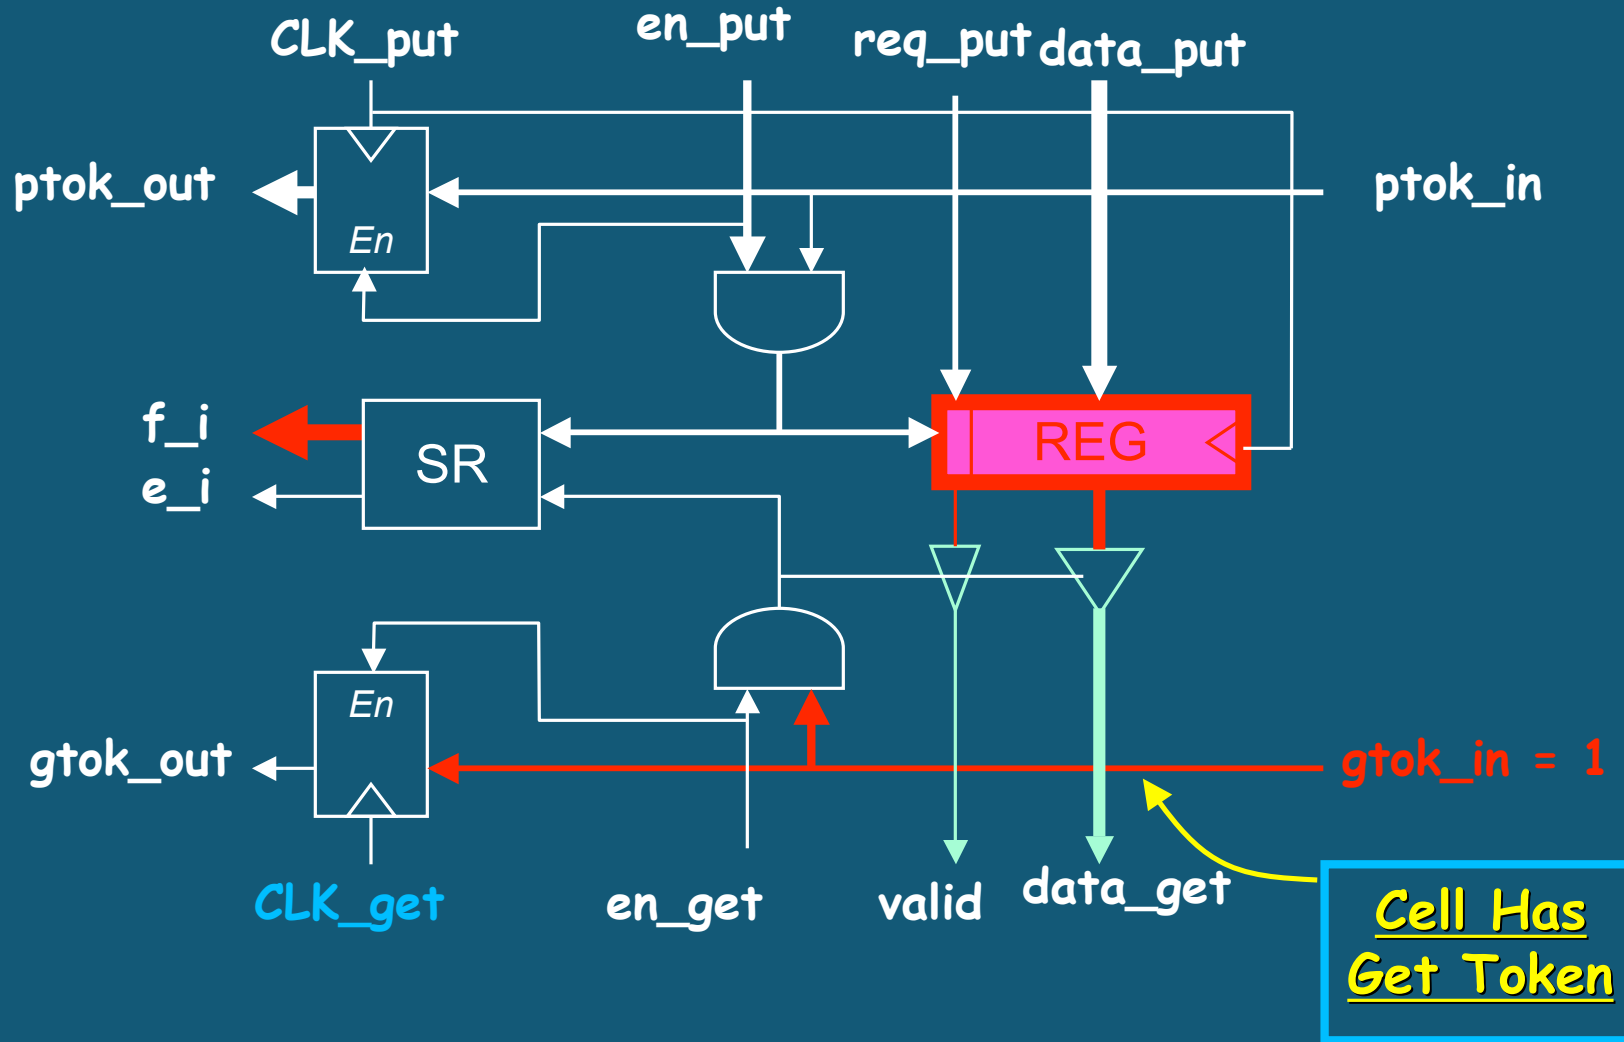 CLK_put
en_put
req_put
data_put
ptok_out
En
ptok_in
f_i
e_i
SR
REG
En
gtok_out
gtok_in = 1
CLK_get
en_get
valid
data_get
Cell Has
Get Token